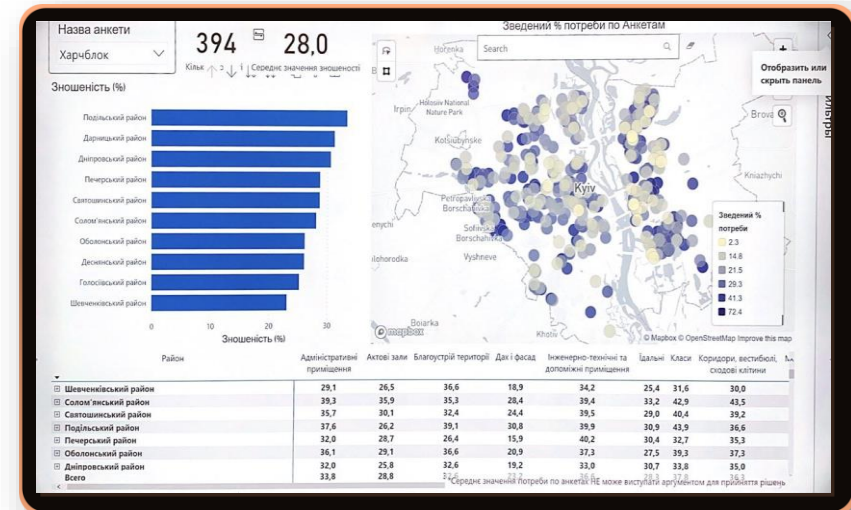 Назва анкети
Харчблок
394
28,0
Середнє значення зношеності
Зношеність (%)
Подільський район
Дарницький район
Дніпровський район
Печерський район
Святошинський район
Солом'янський район
Оболонський район
Деснянський район
Голосіївський район
Шевченківський район
0 10 20 30
Зношеність (%)
Зведений % потреби по Анкетам
Search
Отобразить или
скрыть панель
Horenka
Irpin
Holosiiv National
Nature Park
Kotsiubynske
Kyiv
Kniazhychi
Petropavlivska
Borschahivka
Sofiivska
Borschahivka
Vyshneve
Boiarka
mapbox
Зведений %
потреби
2.3
14.8
21.5
29.3
41.3
72.4
© Mapbox © OpenStreetMap Improve this map
Район Адміністративні приміщення Актові зали Благоустрій території Дах і фасад Інженерно-технічні та допоміжні приміщення Їдальні Класи Коридори, вестибюлі, сходові клітини
Шевченківський район 29,1 26,5 36,6 18,9 34,2 25,4 31,6 30,0
Солом'янський район 39,3 35,9 35,3 28,4 39,4 33,2 42,9 43,5
Святошинський район 35,7 30,1 32,4 24,4 39,5 29,0 40,4 39,2
Подільський район 37,6 26,2 39,1 30,8 39,9 30,9 43,9 36,6
Печерський район 32,0 28,7 26,4 15,9 40,2 30,4 32,7 35,3
Оболонський район 36,1 29,1 36,6 20,9 37,3 27,5 39,3 37,3
Дніпровський район 32,0 25,8 32,6 19,2 33,0 30,7 33,8 35,0
Всего 33,8 28,8
*Середнє значення потреби по анкетах НЕ може виступати аргументом для прийняття рішень